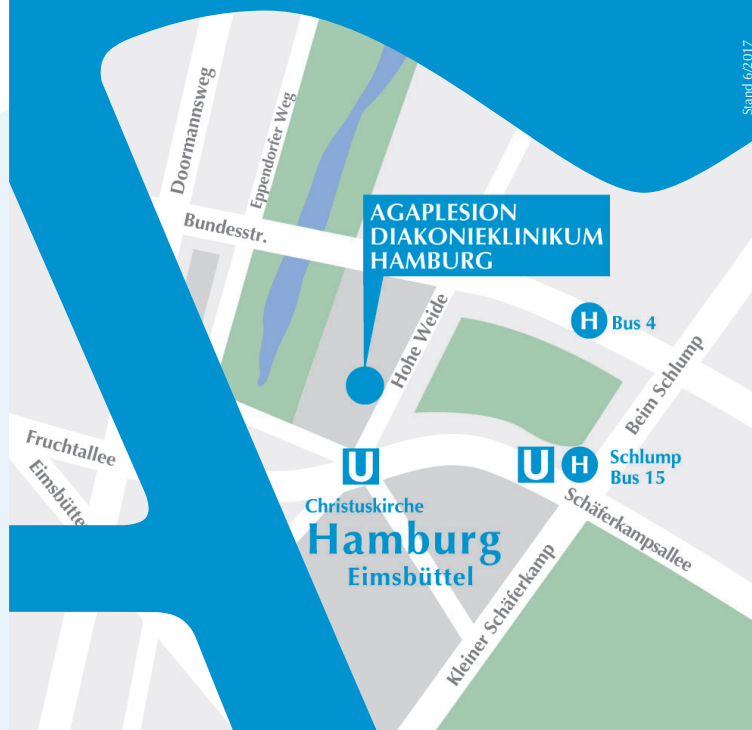 Stand 6/2017
Doormannsweg
Eppendorfer Weg
Bundesstr.
AGAPLESION
DIAKONIEKLINIKUM
HAMBURG
Hohe Weide
H Bus 4
Beim Schlump
Fruchtallee
Eimsbütte
U
U H Schlump
Bus 15
Christuskirche
Hamburg
Eimsbüttel
Schäferkampsallee
Kleiner Schäferkamp